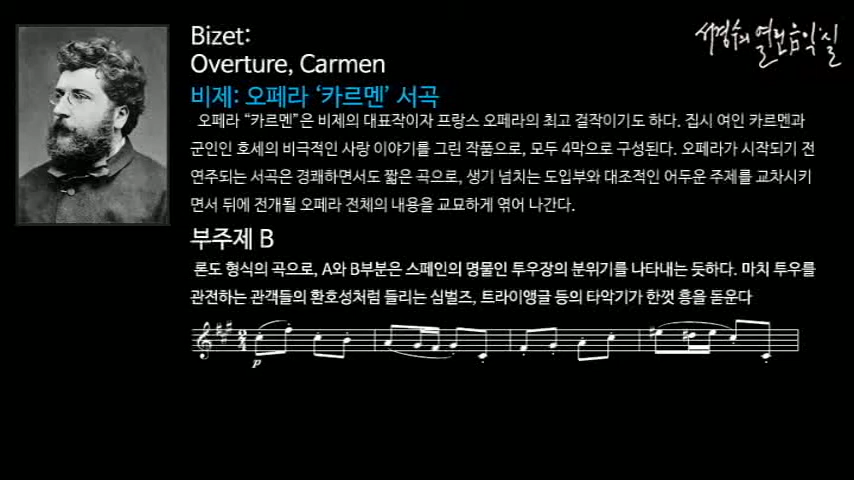 서경수의 열린음악실
Bizet:
Overture, Carmen
비제: 오페라 ‘카르멘’ 서곡
오페라 “카르멘”은 비제의 대표작이자 프랑스 오페라의 최고 걸작이기도 하다. 집시 여인 카르멘과
군인인 호세의 비극적인 사랑 이야기를 그린 작품으로, 모두 4막으로 구성된다. 오페라가 시작되기 전
연주되는 서곡은 경쾌하면서도 짧은 곡으로, 생기 넘치는 도입부와 대조적인 어두운 주제를 교차시키
면서 뒤에 전개될 오페라 전체의 내용을 교묘하게 엮어 나간다.
부주제 B
론도 형식의 곡으로, A와 B부분은 스페인의 명물인 투우장의 분위기를 나타내는 듯하다. 마치 투우를
관전하는 관객들의 환호성처럼 들리는 심벌즈, 트라이앵글 등의 타악기가 한껏 흥을 돋운다
2
4
p